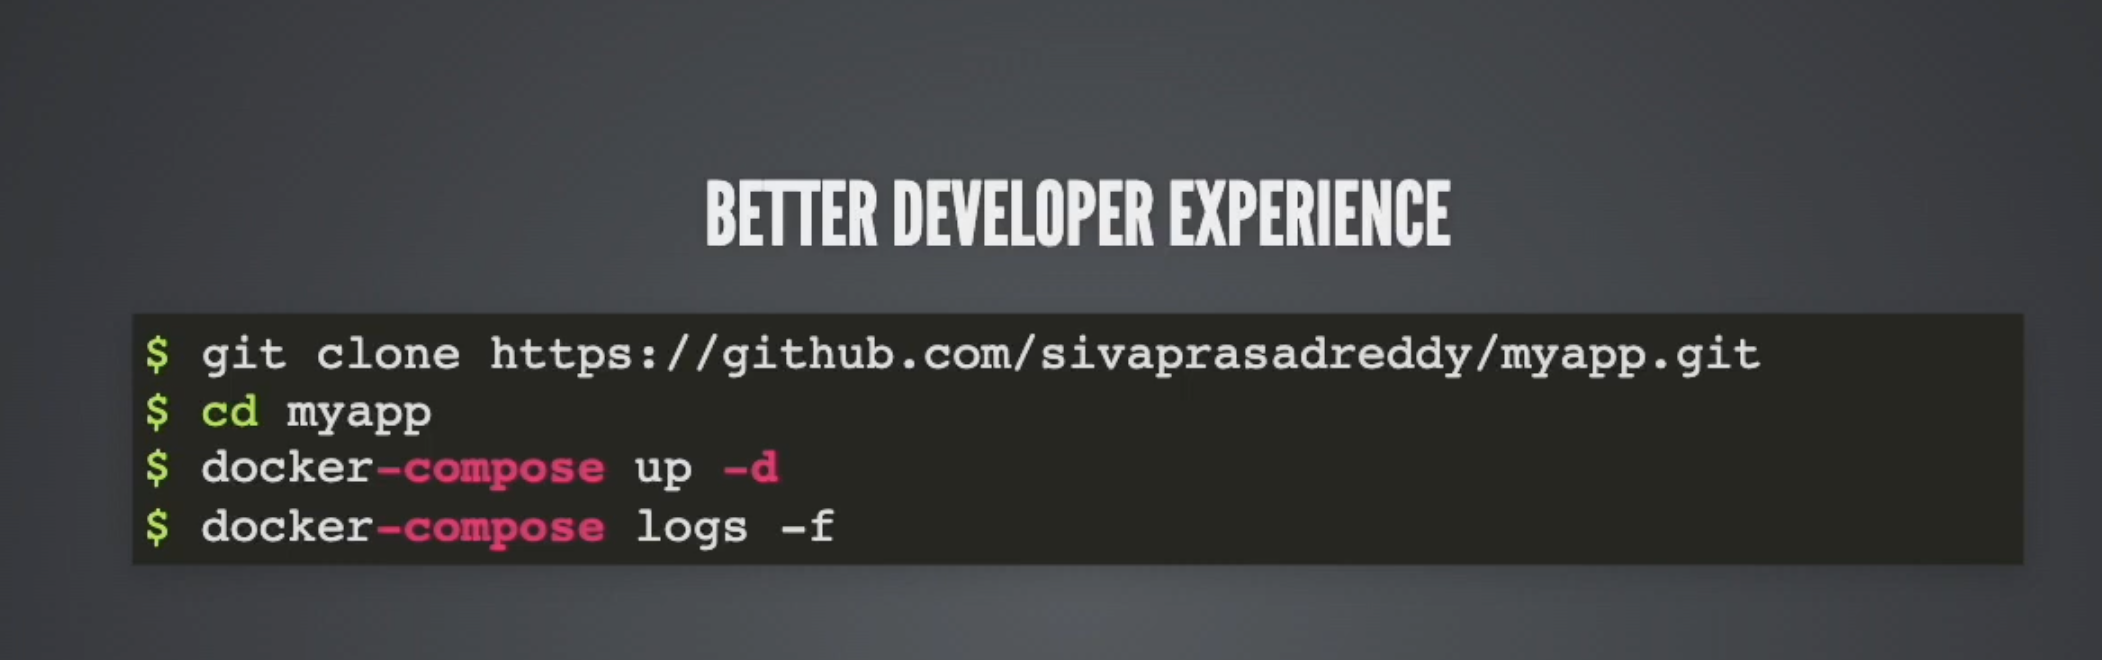 BETTER DEVELOPER EXPERIENCE
$ git clone https://github.com/sivaprasadreddy/myapp.git
$ cd myapp
$ docker-compose up -d
$ docker-compose logs -f